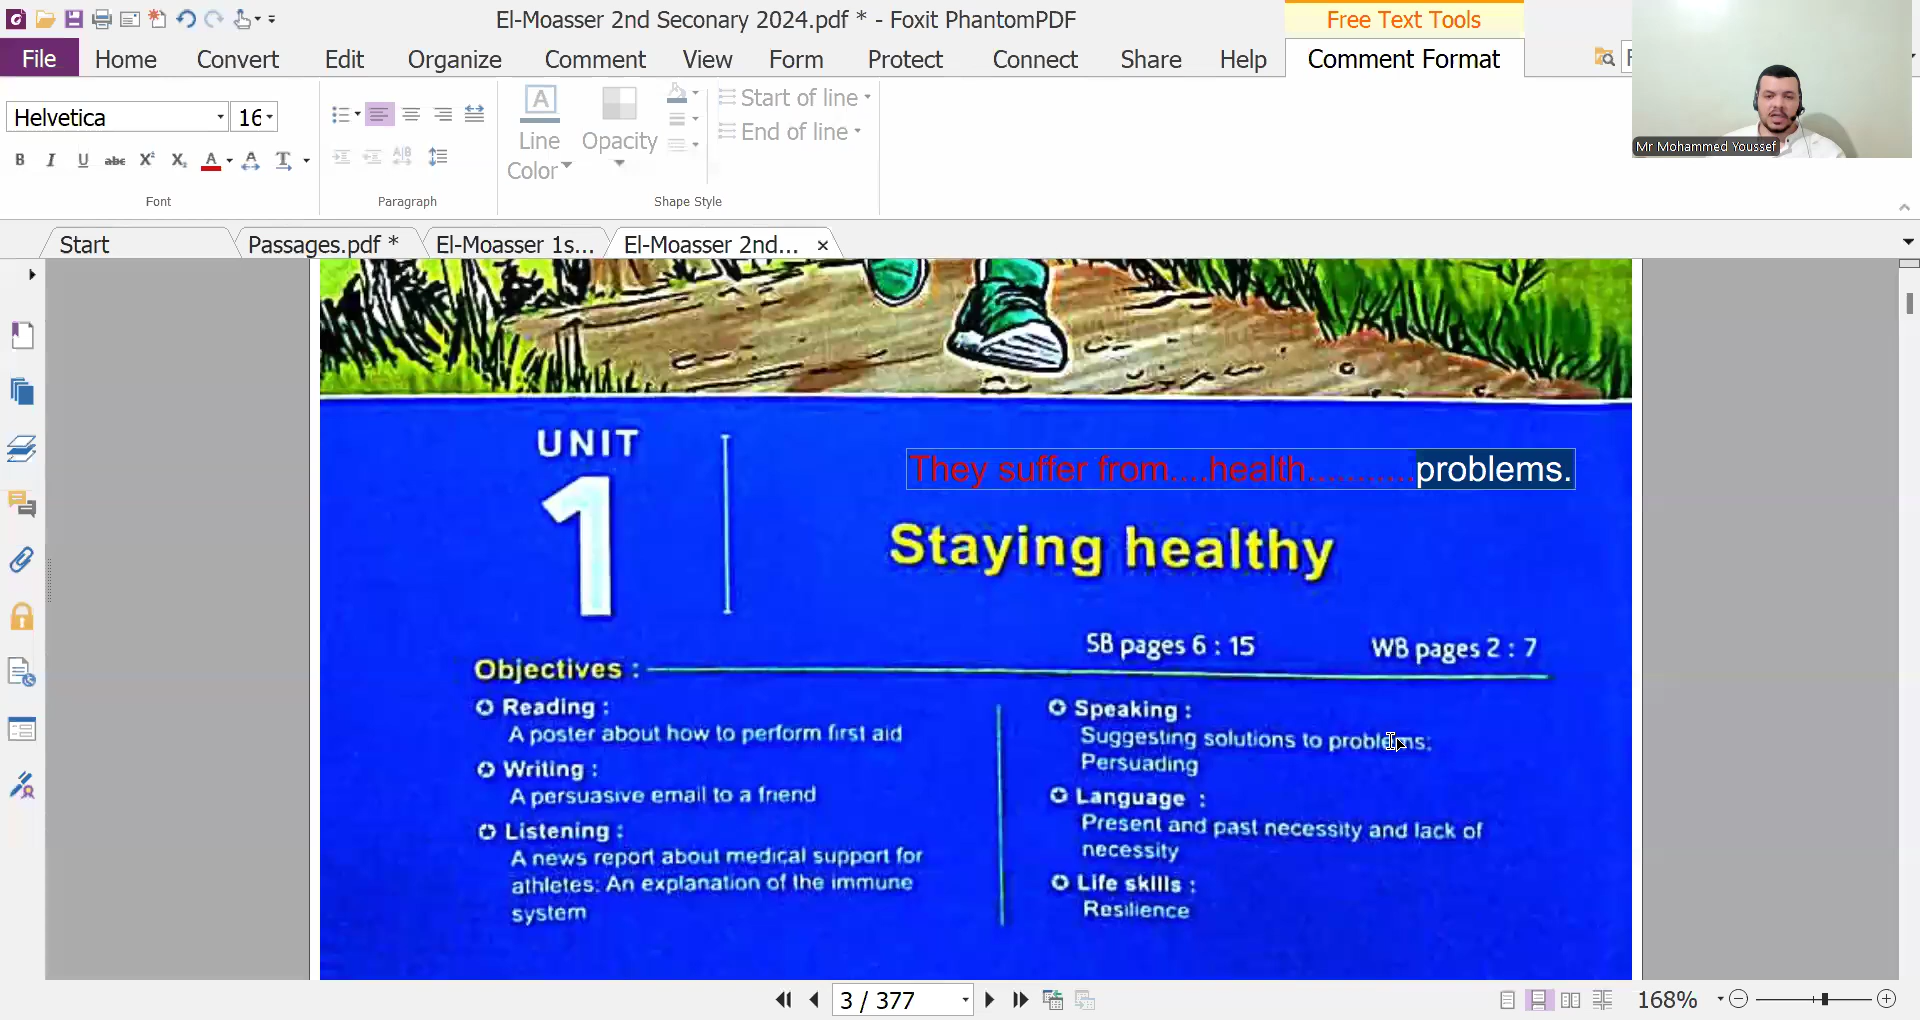 El-Moasser 2nd Seconary 2024.pdf * - Foxit PhantomPDF
Free Text Tools
File Home Convert Edit Organize Comment View Form Protect Connect Share Help Comment Format
Helvetica 16
Line Color
Opacity
Start of line
End of line
Font Paragraph Shape Style
Mr Mohammed Youssef
Start Passages.pdf * El-Moasser 1s... El-Moasser 2nd...
UNIT
1
They suffer from....health...........problems.
Staying healthy
SB pages 6 : 15 WB pages 2 : 7
Objectives :
Reading :
A poster about how to perform first aid
Writing :
A persuasive email to a friend
Listening :
A news report about medical support for
athletes: An explanation of the immune
system
Speaking :
Suggesting solutions to problems:
Persuading
Language :
Present and past necessity and lack of
necessity
Life skills :
Resilience
3 / 377
168%